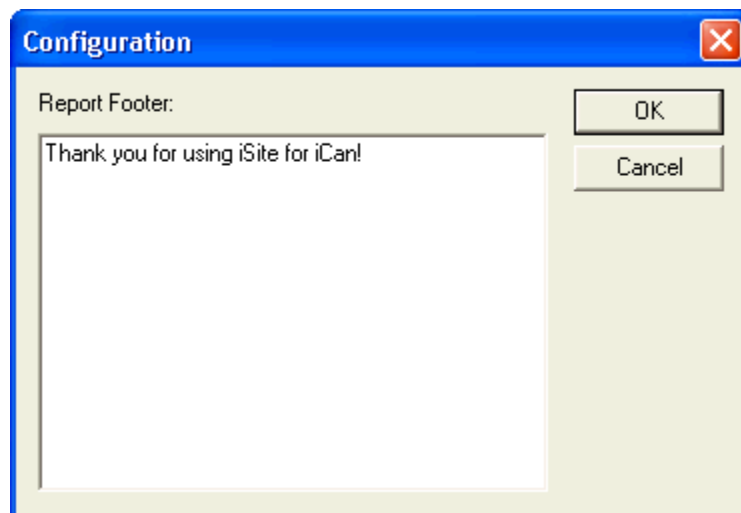 Configuration
Report Footer:
OK
Thank you for using iSite for iCan!
Cancel